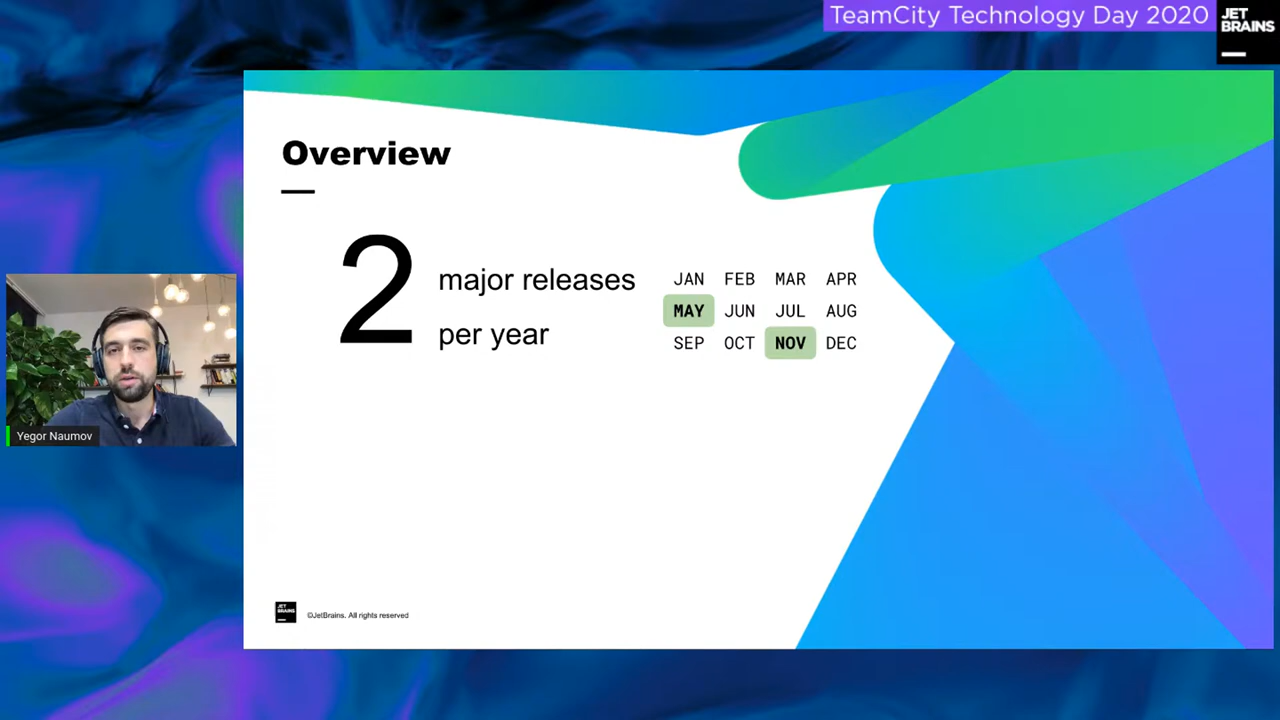 TeamCity Technology Day 2020
JET
BRAINS
Overview
2
major releases
per year
JAN FEB MAR APR
MAY JUN JUL AUG
SEP OCT NOV DEC
Yegor Naumov
JET
BRAINS
©JetBrains. All rights reserved